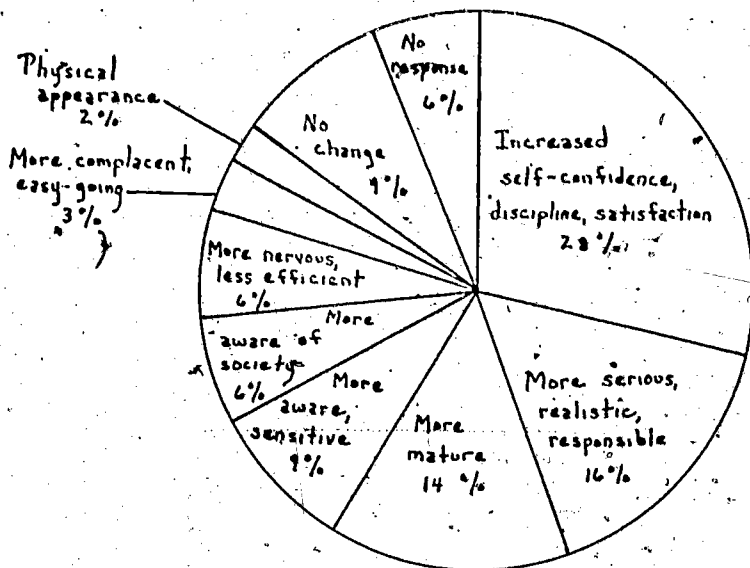 No
response
6%
Increased
self-confidence,
discipline, satisfaction
28%
More serious,
realistic,
responsible
16%
More
mature
14%
More
aware,
sensitive
9%
More
aware of
society
6%
More nervous,
less efficient
6%
More complacent,
easy-going
3%
Physical
appearance
2%
No
change
9%